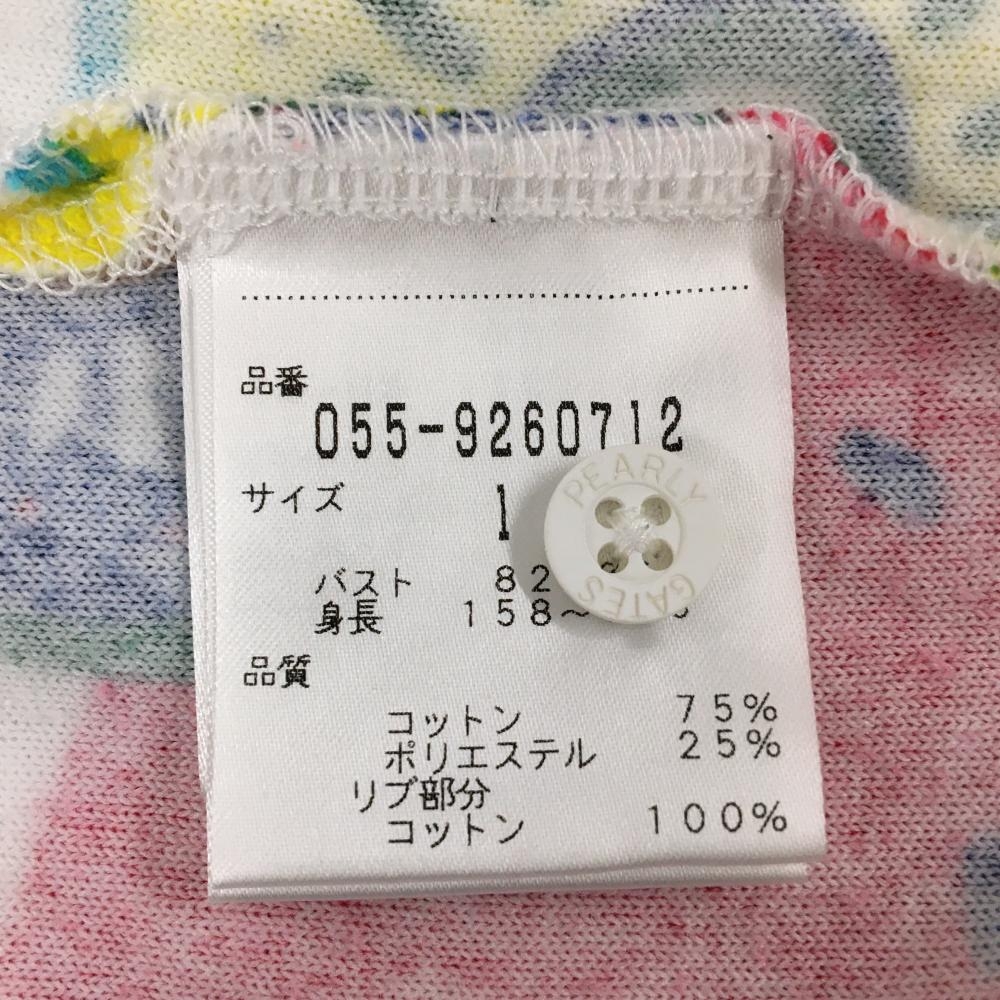 品番
055-9260712
サイズ 1
バスト 82
身長 158~
品質
コットン 75%
ポリエステル 25%
リブ部分
コットン 100%
PEARLY
GATES